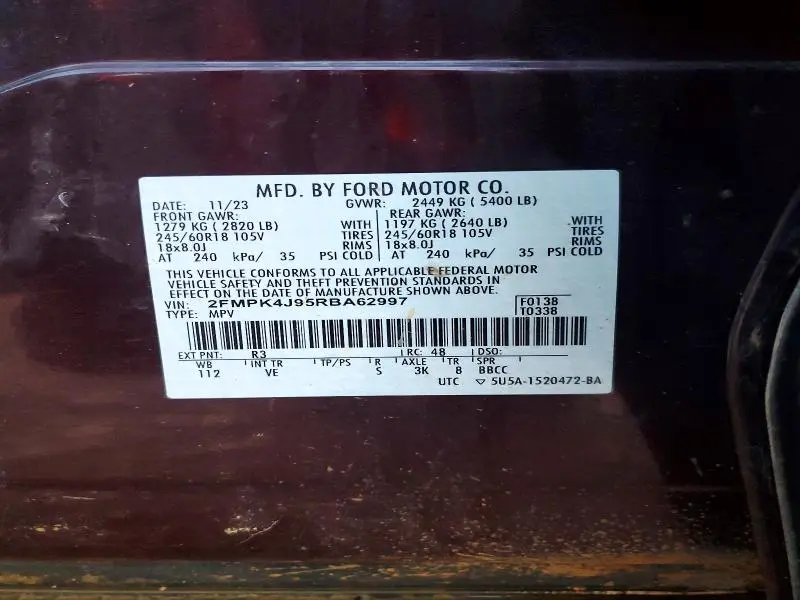 MFD. BY FORD MOTOR CO.
DATE: 11/23 GVWR: 2449 KG ( 5400 LB)
FRONT GAWR: REAR GAWR:
1279 KG ( 2820 LB) WITH 1197 KG ( 2640 LB) WITH
245/60R18 105V TIRES 245/60R18 105V TIRES
18x8.0J RIMS 18x8.0J RIMS
AT 240 kPa/ 35 PSI COLD AT 240 kPa/ 35 PSI COLD
THIS VEHICLE CONFORMS TO ALL APPLICABLE FEDERAL MOTOR
VEHICLE SAFETY AND THEFT PREVENTION STANDARDS IN
EFFECT ON THE DATE OF MANUFACTURE SHOWN ABOVE.
VIN: 2FMPK4J95RBA62997 F0138
TYPE: MPV T0338
EXT PNT: R3 RC: 48 DSO:
WB INT TR TP/PS R AXLE TR SPR
112 VE S 3K 8 BBCC
UTC ▽ 5U5A-1520472-BA